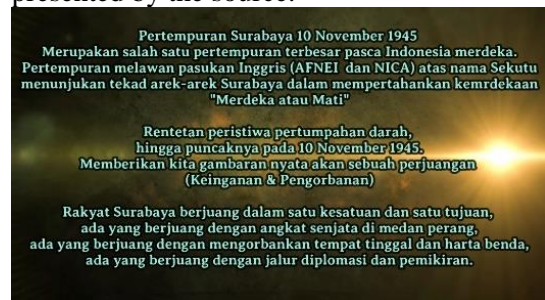 presented by the source.
Pertempuran Surabaya 10 November 1945
Merupakan salah satu pertempuran terbesar pasca Indonesia merdeka.
Pertempuran melawan pasukan Inggris (AFNEI dan NICA) atas nama Sekutu
menunjukan tekad arek-arek Surabaya dalam mempertahankan kemrdekaan
"Merdeka atau Mati"
Rentetan peristiwa pertumpahan darah,
hingga puncaknya pada 10 November 1945.
Memberikan kita gambaran nyata akan sebuah perjuangan
(Keinganan & Pengorbanan)
Rakyat Surabaya berjuang dalam satu kesatuan dan satu tujuan,
ada yang berjuang dengan angkat senjata di medan perang,
ada yang berjuang dengan mengorbankan tempat tinggal dan harta benda,
ada yang berjuang dengan jalur diplomasi dan pemikiran.